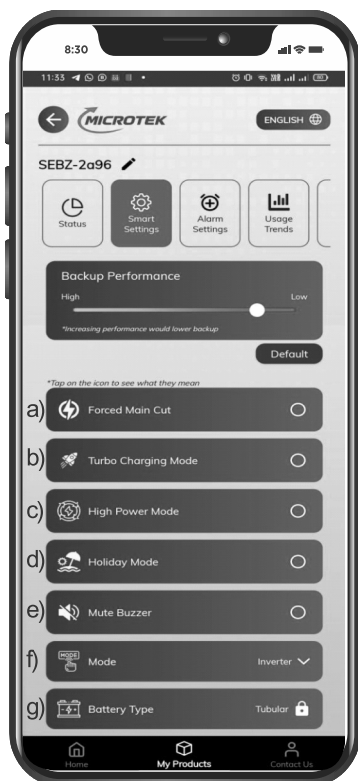 8:30
11:33
MICROTEK
ENGLISH
SEBZ-2a96
Status
Smart
Settings
Alarm
Settings
Usage
Trends
Backup Performance
High Low
*Increasing performance would lower backup
Default
*Tap on the icon to see what they mean
a) Forced Main Cut
b) Turbo Charging Mode
c) High Power Mode
d) Holiday Mode
e) Mute Buzzer
f) MODE Mode Inverter
g) Battery Type Tubular
Home My Products Contact Us